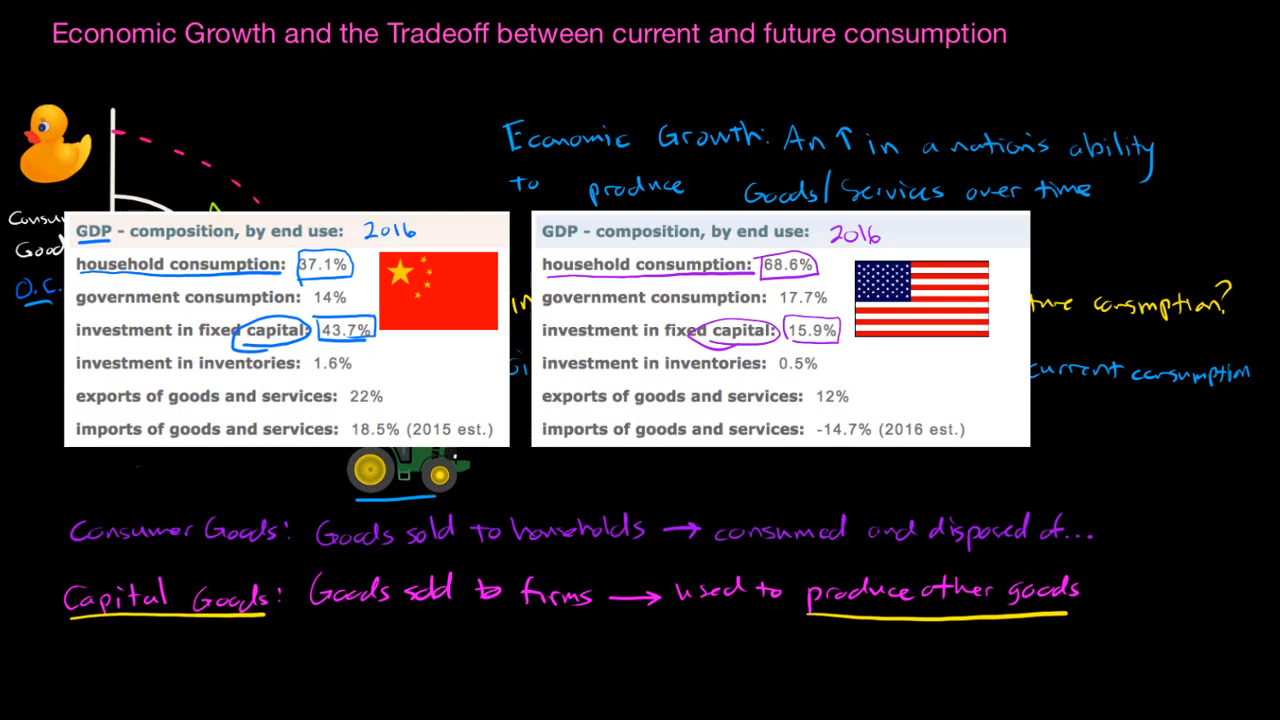 Economic Growth and the Tradeoff between current and future consumption
Economic Growth: An ↑ in a nation's ability
to produce Goods/Services over time
Goo
O.C.
GDP - composition, by end use: 2016
household consumption: 37.1%
government consumption: 14%
investment in fixed capital: 43.7%
investment in inventories: 1.6%
exports of goods and services: 22%
imports of goods and services: 18.5% (2015 est.)
GDP - composition, by end use: 2016
household consumption: 68.6%
government consumption: 17.7%
investment in fixed capital: 15.9%
investment in inventories: 0.5%
exports of goods and services: 12%
imports of goods and services: -14.7% (2016 est.)
ture consmption?
current consumption
Consumer Goods: Goods sold to households → consumed and disposed of...
Capital Goods: Goods sold to firms → used to produce other goods